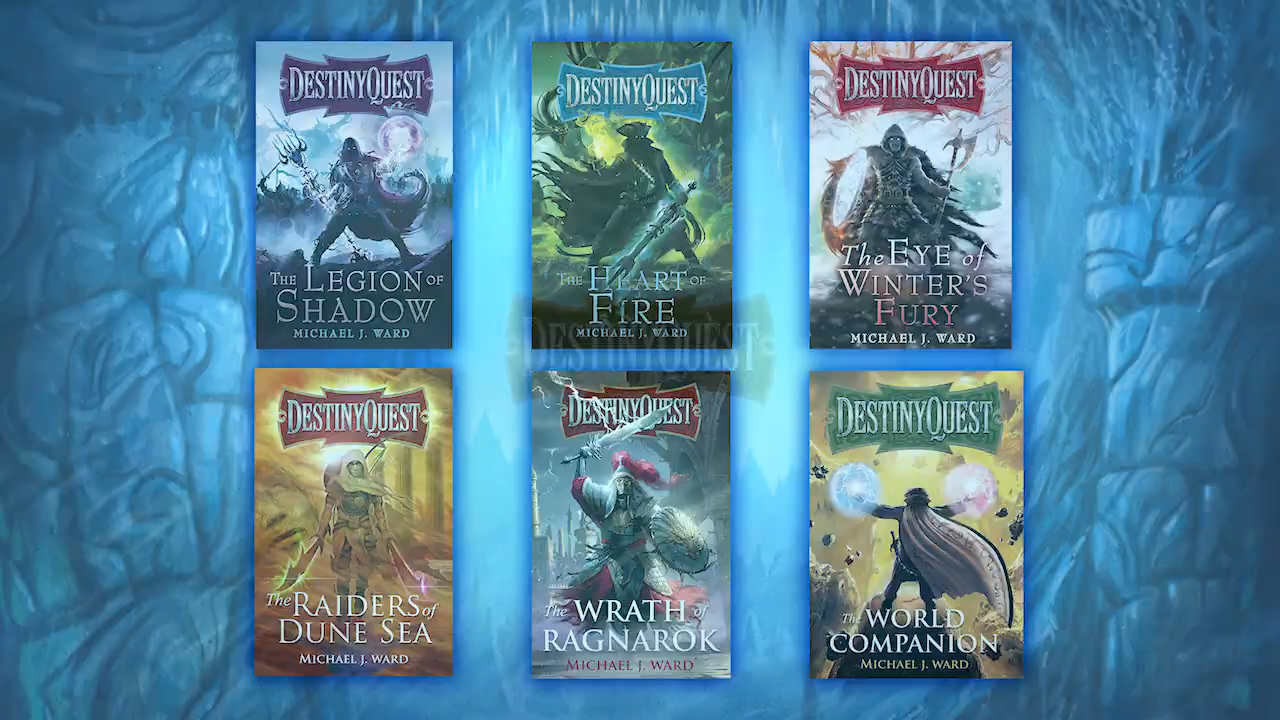 DESTINYQUEST
THE LEGION OF
SHADOW
MICHAEL J. WARD
DESTINYQUEST
THE HEART OF
FIRE
MICHAEL J. WARD
DESTINYQUEST
The EYE of
WINTER'S
FURY
MICHAEL J. WARD
DESTINYQUEST
DESTINYQUEST
The RAIDERS of
DUNE SEA
MICHAEL J. WARD
DESTINYQUEST
The WRATH of
RAGNAROK
MICHAEL J. WARD
DESTINYQUEST
The WORLD
COMPANION
MICHAEL J. WARD